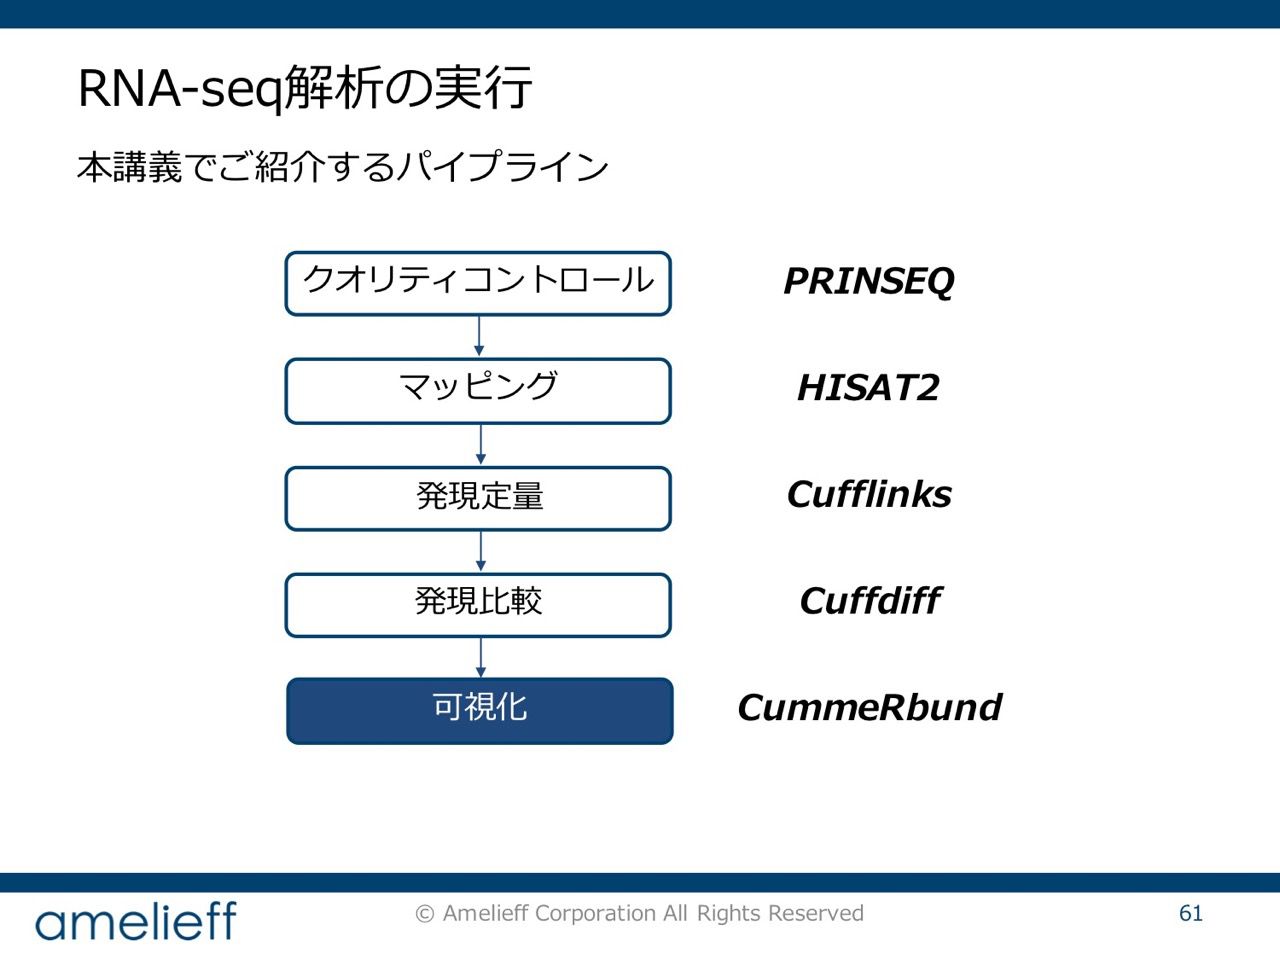 RNA-seq解析の実行
本講義でご紹介するパイプライン
クオリティコントロール PRINSEQ
マッピング HISAT2
発現定量 Cufflinks
発現比較 Cuffdiff
可視化 CummeRbund
amelieff © Amelieff Corporation All Rights Reserved 61